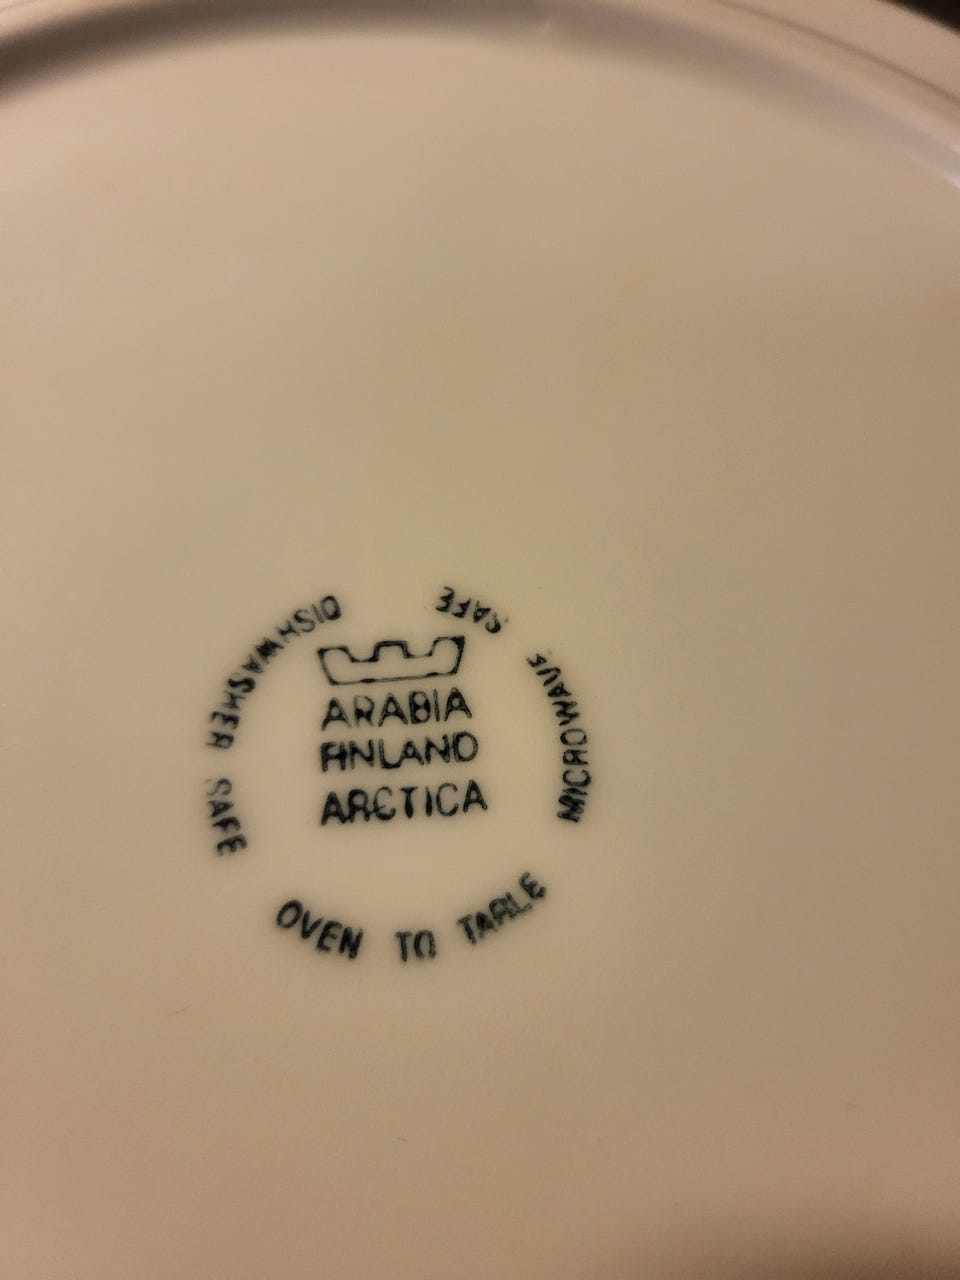 ARABIA
FINLAND
ARCTICA
DISHWASHER SAFE
OVEN TO TABLE
MICROWAVE SAFE